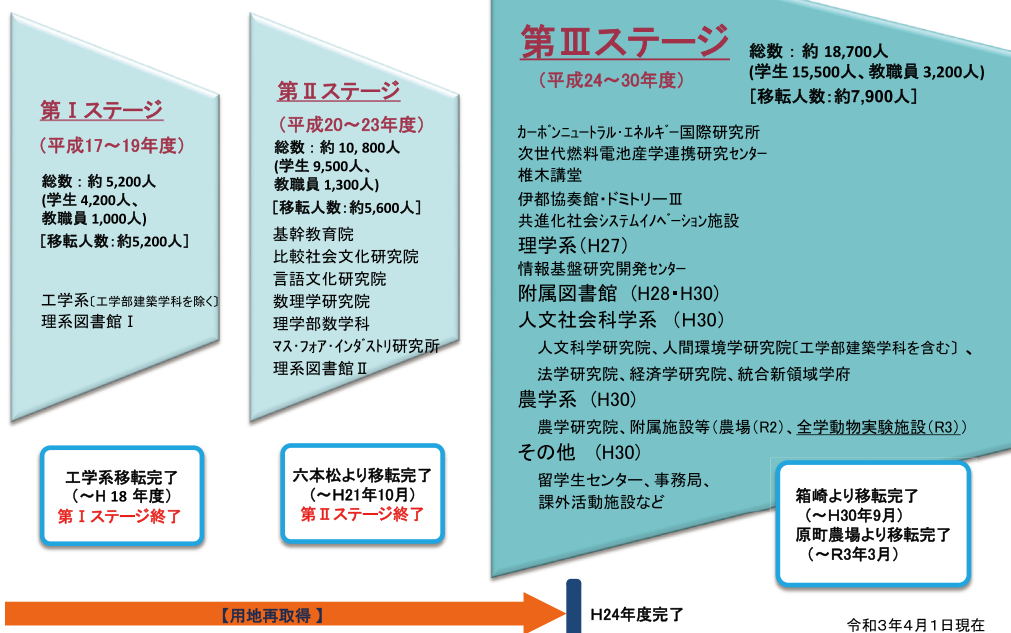 第Ⅰステージ
（平成17～19年度）
総数：約5,200人
(学生 4,200人、
教職員 1,000人)
［移転人数：約5,200人］
工学系〔工学部建築学科を除く〕
理系図書館Ⅰ
工学系移転完了
（～H 18 年度）
第Ⅰステージ終了
第Ⅱステージ
（平成20～23年度）
総数：約10, 800人
(学生 9,500人、
教職員 1,300人)
［移転人数：約5,600人］
基幹教育院
比較社会文化研究院
言語文化研究院
数理学研究院
理学部数学科
マス・フォア・インダストリ研究所
理系図書館Ⅱ
六本松より移転完了
（～H21年10月）
第Ⅱステージ終了
第Ⅲステージ
（平成24～30年度）
総数：約 18,700人
(学生 15,500人、教職員 3,200人)
［移転人数：約7,900人］
カーボンニュートラル・エネルギー国際研究所
次世代燃料電池産学連携研究センター
椎木講堂
伊都協奏館・ドミトリーⅢ
共進化社会システムイノベーション施設
理学系（H27）
情報基盤研究開発センター
附属図書館（H28・H30）
人文社会科学系（H30）
人文科学研究院、人間環境学研究院〔工学部建築学科を含む〕、
法学研究院、経済学研究院、統合新領域学府
農学系（H30）
農学研究院、附属施設等（農場（R2）、全学動物実験施設（R3））
その他（H30）
留学生センター、事務局、
課外活動施設など
箱崎より移転完了
（～H30年9月）
原町農場より移転完了
（～R3年3月）
【用地再取得】
H24年度完了
令和3年4月1日現在